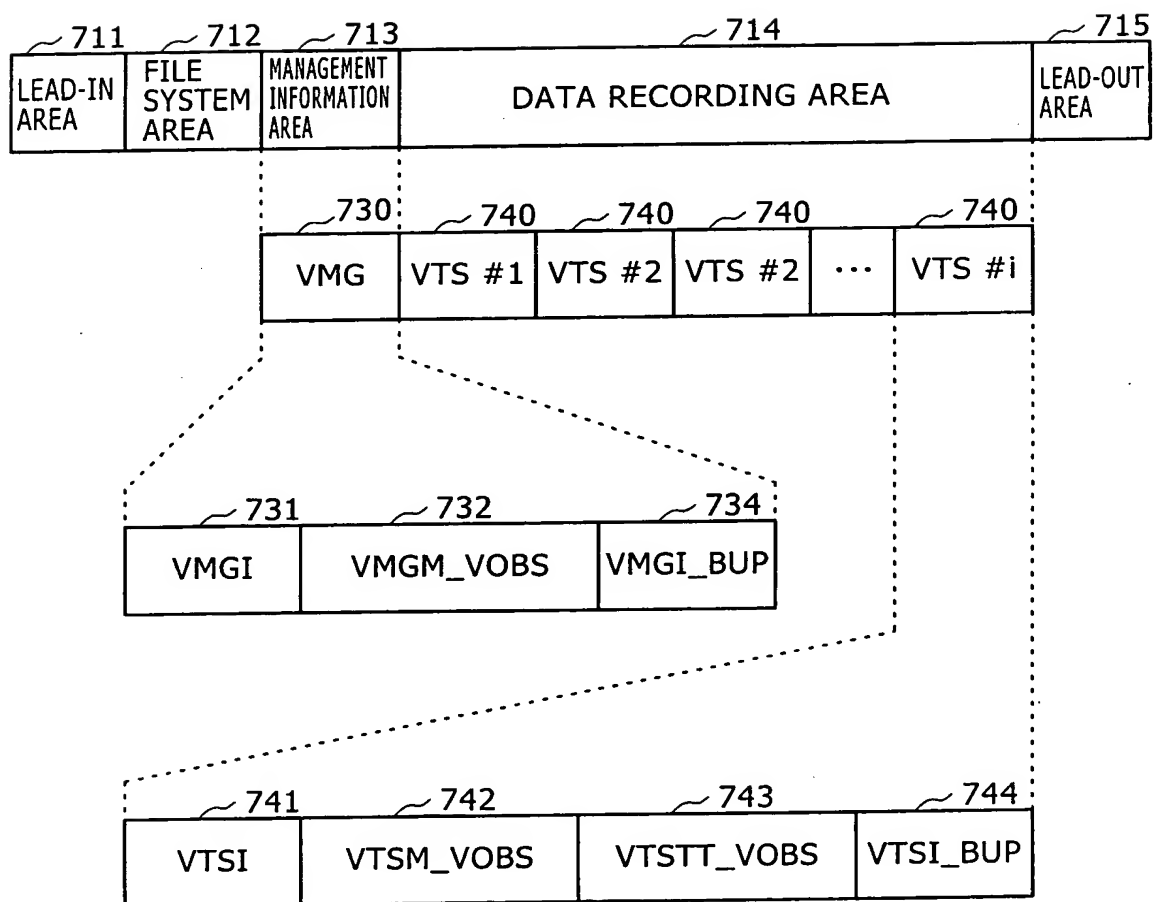 711 712 713 714 715
LEAD-IN AREA
FILE SYSTEM AREA
MANAGEMENT INFORMATION AREA
DATA RECORDING AREA
LEAD-OUT AREA
730 740 740 740 740
VMG VTS #1 VTS #2 VTS #2 ... VTS #i
731 732 734
VMGI VMGM_VOBS VMGI_BUP
741 742 743 744
VTSI VTSM_VOBS VTSTT_VOBS VTSI_BUP